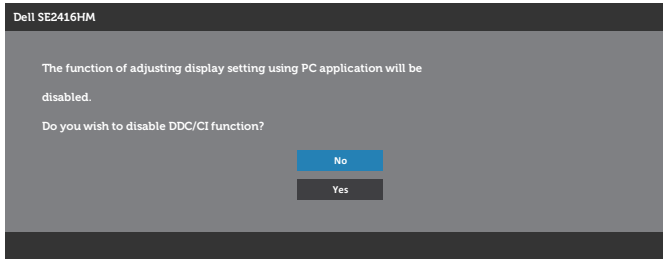 Dell SE2416HM
The function of adjusting display setting using PC application will be
disabled.
Do you wish to disable DDC/CI function?
No
Yes